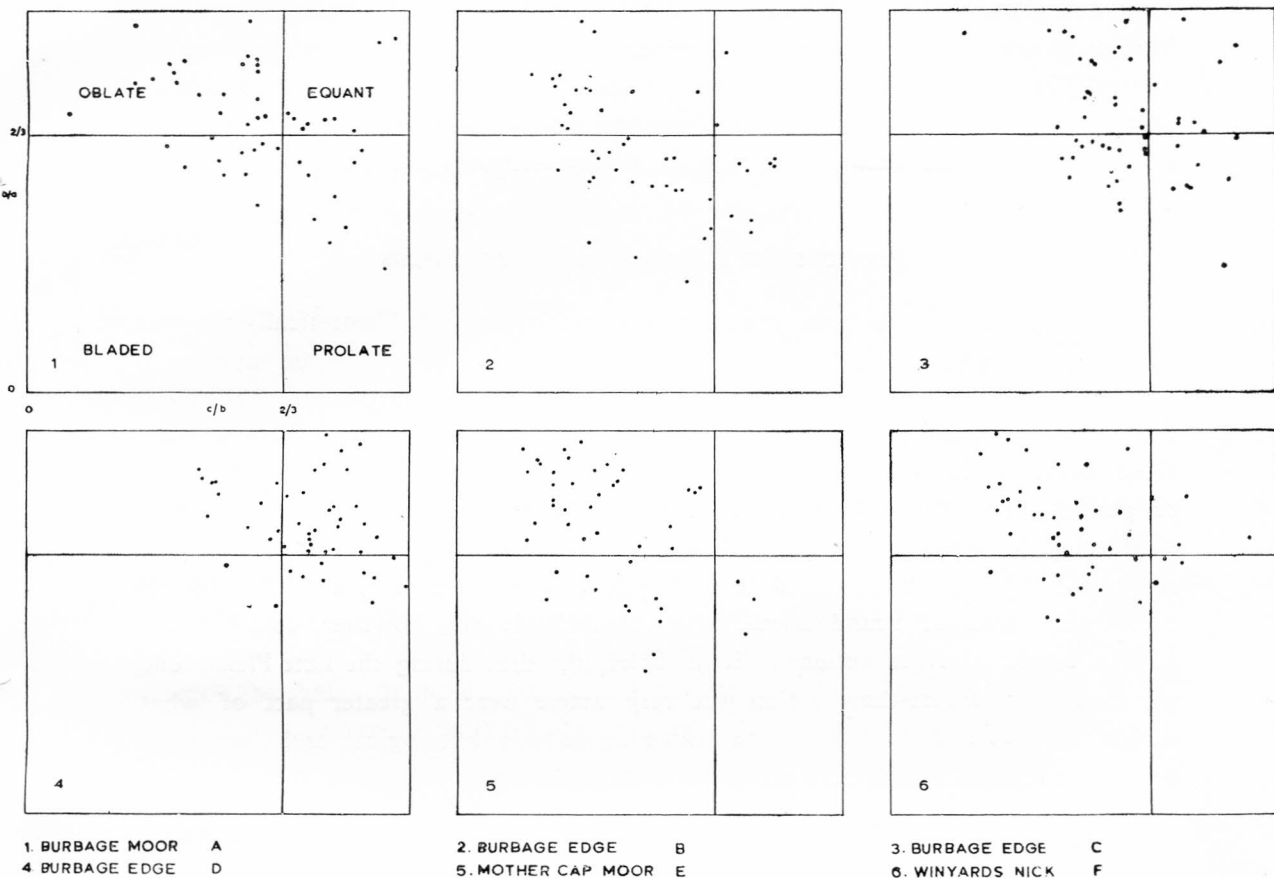 OBLATE EQUANT
2/3
b/a
BLADED PROLATE
1
2
3
0
0 c/b 2/3
4
5
6
1. BURBAGE MOOR A
2. BURBAGE EDGE B
3. BURBAGE EDGE C
4 BURBAGE EDGE D
5. MOTHER CAP MOOR E
6. WINYARDS NICK F